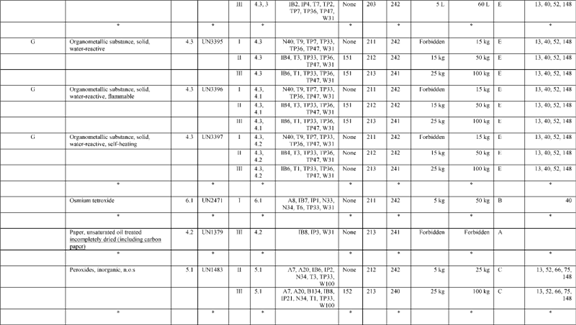 III 4.3, 3 IB2, IP4, T7, TP2, TP7, TP36, TP47, W31 None 203 242 5 L 60 L E 13, 40, 52, 148
* * * * * * *
G Organometallic substance, solid, water-reactive 4.3 UN3395 I 4.3 N40, T9, TP7, TP33, TP36, TP47, W31 None 211 242 Forbidden 15 kg E 13, 40, 52, 148
II 4.3 IB4, T3, TP33, TP36, TP47, W31 151 212 242 15 kg 50 kg E 13, 40, 52, 148
III 4.3 IB6, T1, TP33, TP36, TP47, W31 151 213 241 25 kg 100 kg E 13, 40, 52, 148
G Organometallic substance, solid, water-reactive, flammable 4.3 UN3396 I 4.3, 4.1 N40, T9, TP7, TP33, TP36, TP47, W31 None 211 242 Forbidden 15 kg E 13, 40, 52, 148
II 4.3, 4.1 IB4, T3, TP33, TP36, TP47, W31 151 212 242 15 kg 50 kg E 13, 40, 52, 148
III 4.3, 4.1 IB6, T1, TP33, TP36, TP47, W31 151 213 241 25 kg 100 kg E 13, 40, 52, 148
G Organometallic substance, solid, water-reactive, self-heating 4.3 UN3397 I 4.3, 4.2 N40, T9, TP7, TP33, TP36, TP47, W31 None 211 242 Forbidden 15 kg E 13, 40, 52, 148
II 4.3, 4.2 IB4, T3, TP33, TP36, TP47, W31 None 212 242 15 kg 50 kg E 13, 40, 52, 148
III 4.3, 4.2 IB6, T1, TP33, TP36, TP47, W31 None 213 241 25 kg 100 kg E 13, 40, 52, 148
* * * * * * *
Osmium tetroxide 6.1 UN2471 I 6.1 A8, IB7, IP1, N33, N34, T6, TP33, W31 None 211 242 5 kg 50 kg B 40
* * * * * * *
Paper, unsaturated oil treated incompletely dried (including carbon paper) 4.2 UN1379 III 4.2 IB8, IP3, W31 None 213 241 Forbidden Forbidden A
* * * * * * *
Peroxides, inorganic, n.o.s 5.1 UN1483 II 5.1 A7, A20, IB6, IP2, N34, T3, TP33, W100 None 212 242 5 kg 25 kg C 13, 52, 66, 75, 148
III 5.1 A7, A20, B134, IB8, IP21, N34, T1, TP33, W100 152 213 240 25 kg 100 kg C 13, 52, 66, 75, 148
* * * * * * *